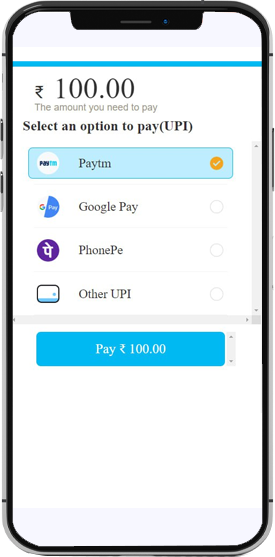 ₹ 100.00
The amount you need to pay
Select an option to pay(UPI)
Paytm Paytm
G Pay Google Pay
पे PhonePe
Other UPI
Pay ₹ 100.00